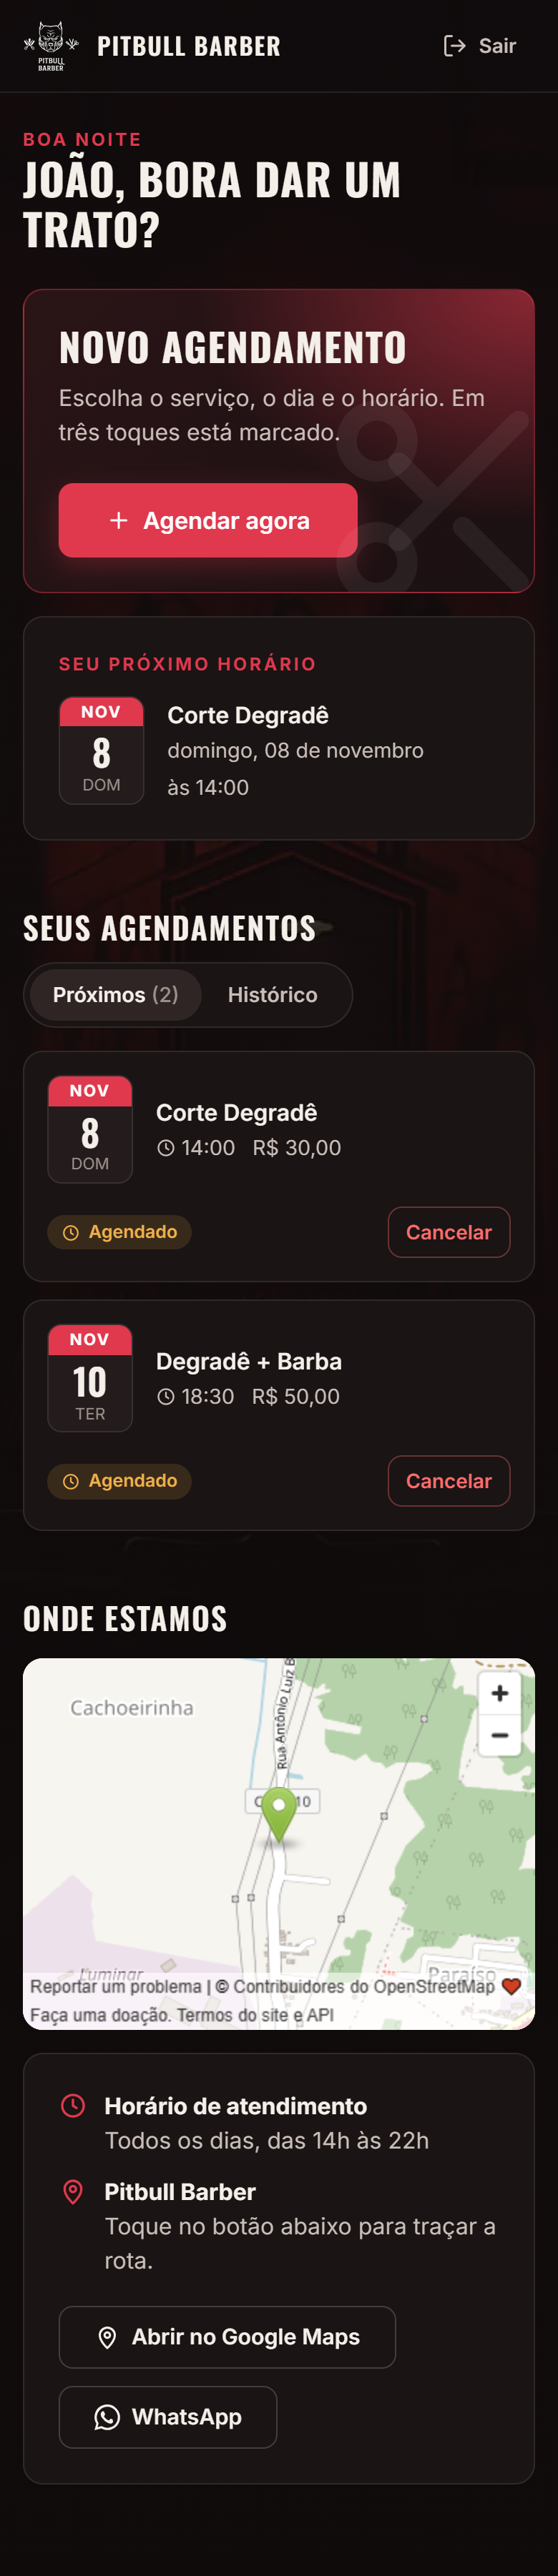 PITBULL
BARBER
PITBULL BARBER
Sair
BOA NOITE
JOÃO, BORA DAR UM
TRATO?
NOVO AGENDAMENTO
Escolha o serviço, o dia e o horário. Em
três toques está marcado.
Agendar agora
SEU PRÓXIMO HORÁRIO
NOV
8
DOM
Corte Degradê
domingo, 08 de novembro
às 14:00
SEUS AGENDAMENTOS
Próximos (2)
Histórico
NOV
8
DOM
Corte Degradê
14:00 R$ 30,00
Agendado
Cancelar
NOV
10
TER
Degradê + Barba
18:30 R$ 50,00
Agendado
Cancelar
ONDE ESTAMOS
Cachoeirinha
Rua Antônio Luiz B
+
−
Luminar
Paraíso
Reportar um problema | © Contribuidores do OpenStreetMap ♥
Faça uma doação. Termos do site e API
Horário de atendimento
Todos os dias, das 14h às 22h
Pitbull Barber
Toque no botão abaixo para traçar a
rota.
Abrir no Google Maps
WhatsApp